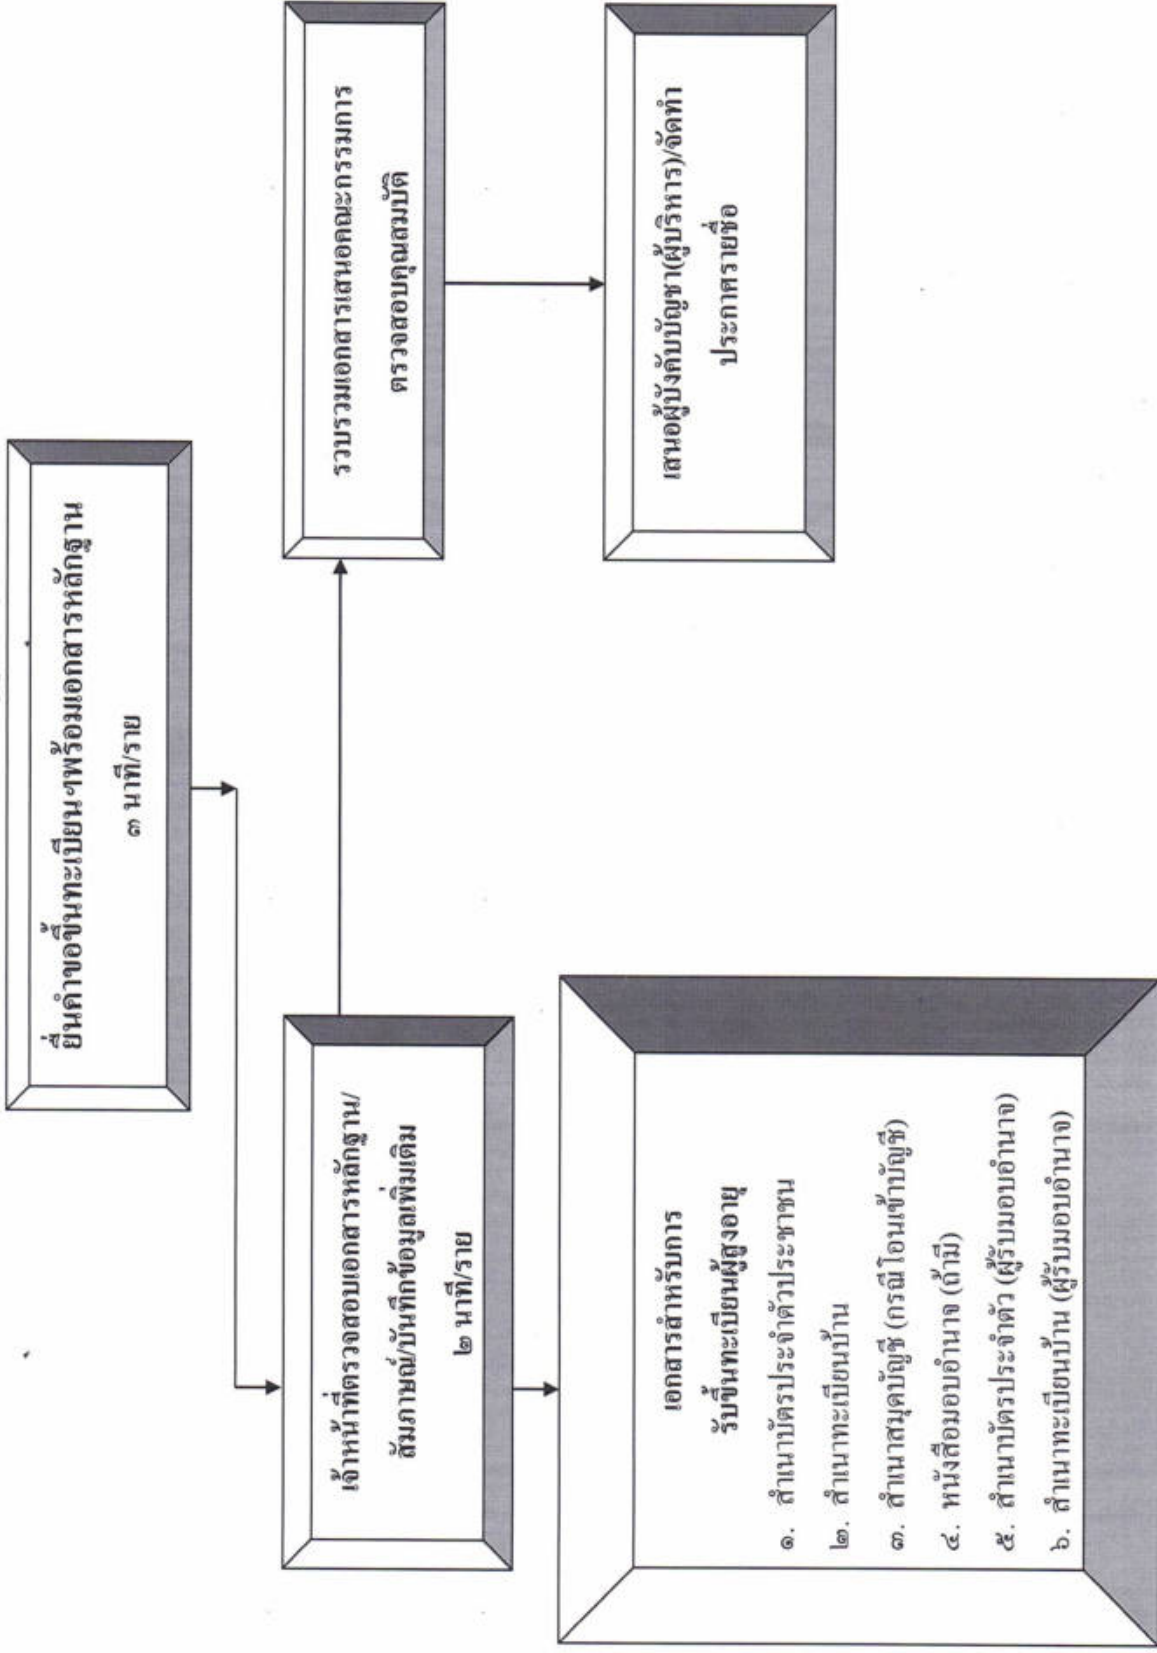 ยื่นคำขอขึ้นทะเบียนฯพร้อมเอกสารหลักฐาน
๓ นาที/ราย
เจ้าหน้าที่ตรวจสอบเอกสารหลักฐาน/
สัมภาษณ์/บันทึกข้อมูลเพิ่มเติม
๒ นาที/ราย
รวบรวมเอกสารเสนอคณะกรรมการ
ตรวจสอบคุณสมบัติ
เสนอผู้บังคับบัญชา(ผู้บริหาร)/จัดทำ
ประกาศรายชื่อ
เอกสารสำหรับการ
รับขึ้นทะเบียนผู้สูงอายุ
๑. สำเนาบัตรประจำตัวประชาชน
๒. สำเนาทะเบียนบ้าน
๓. สำเนาสมุดบัญชี (กรณีโอนเข้าบัญชี)
๔. หนังสือมอบอำนาจ (ถ้ามี)
๕. สำเนาบัตรประจำตัว (ผู้รับมอบอำนาจ)
๖. สำเนาทะเบียนบ้าน (ผู้รับมอบอำนาจ)